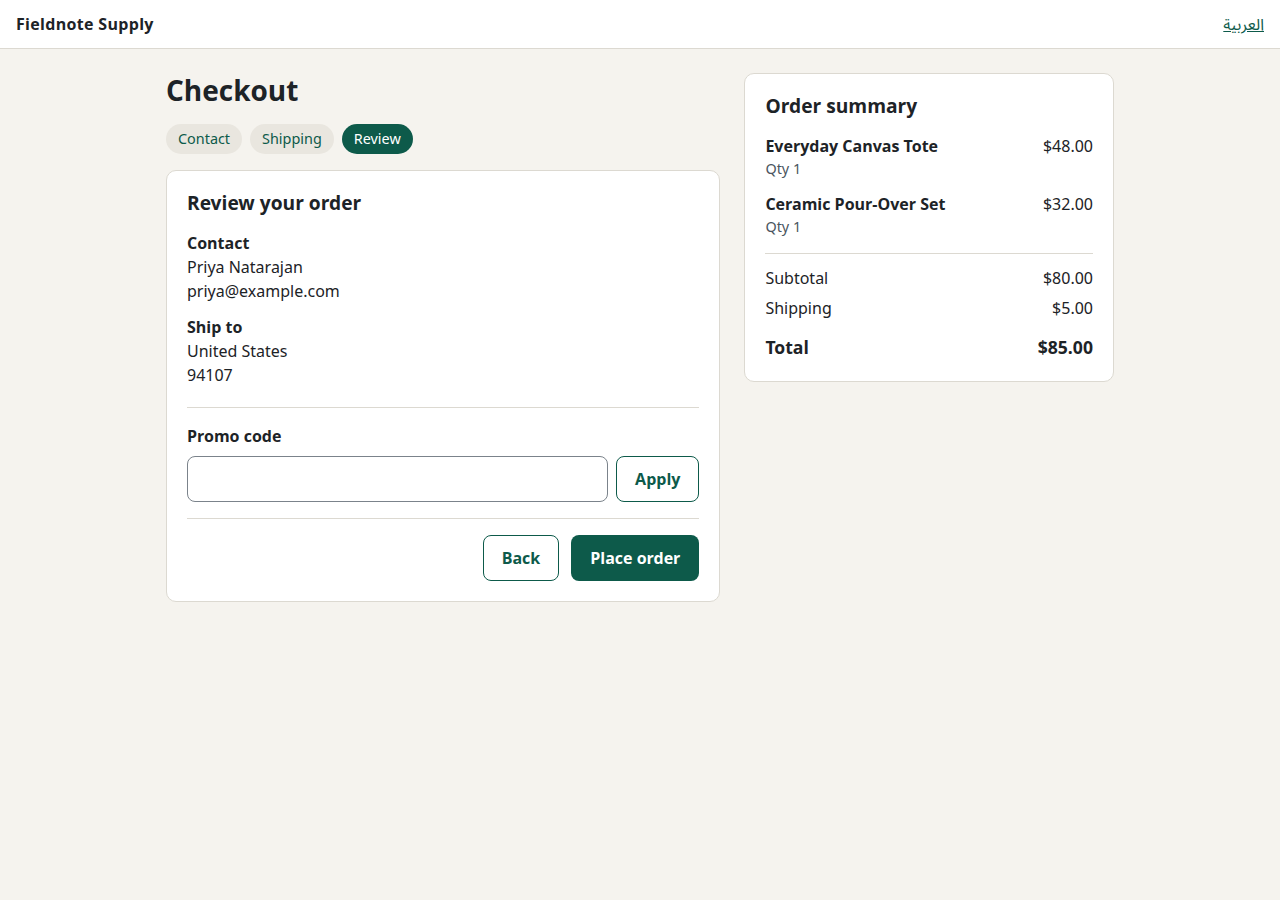 Fieldnote Supply
العربية
Checkout
Contact
Shipping
Review
Review your order
Contact
Priya Natarajan
priya@example.com
Ship to
United States
94107
Promo code
Apply
Back
Place order
Order summary
Everyday Canvas Tote $48.00
Qty 1
Ceramic Pour-Over Set $32.00
Qty 1
Subtotal $80.00
Shipping $5.00
Total $85.00